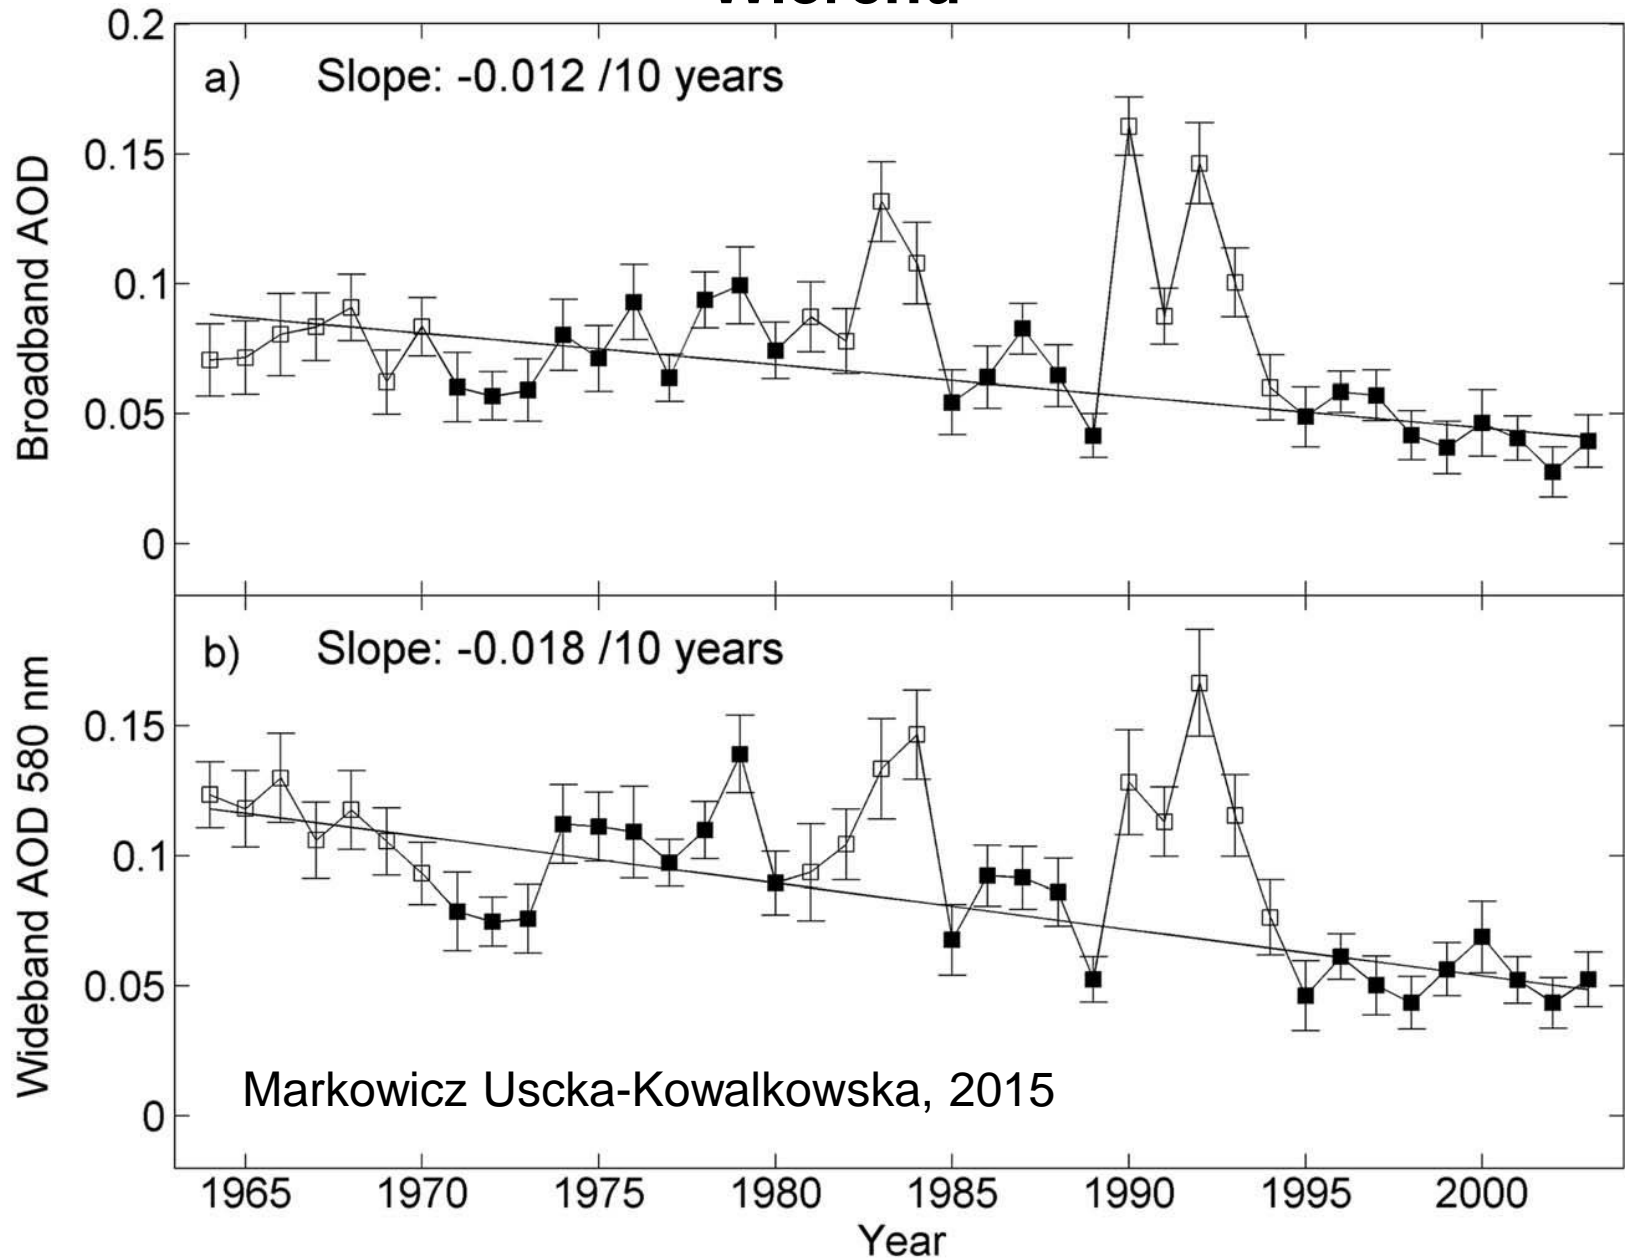 0.2
a) Slope: -0.012 /10 years
0.15
0.1
0.05
0
Broadband AOD
b) Slope: -0.018 /10 years
0.15
0.1
0.05
0
Wideband AOD 580 nm
Markowicz Uscka-Kowalkowska, 2015
1965 1970 1975 1980 1985 1990 1995 2000
Year